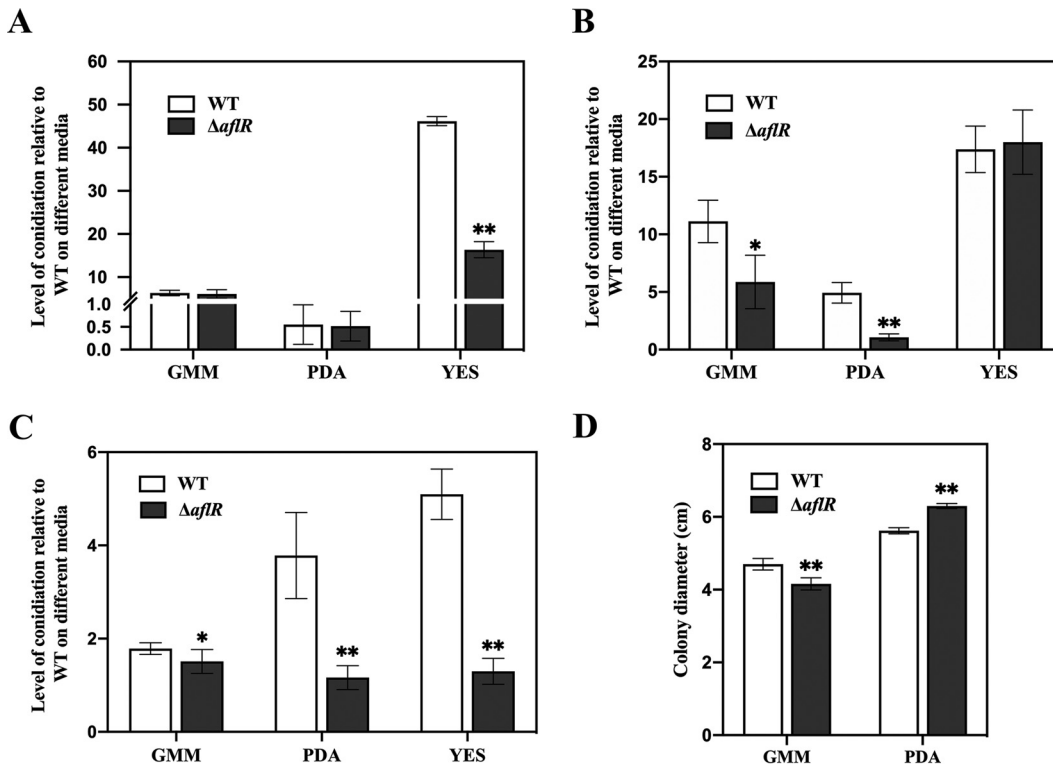 A
Level of conidiation relative to
WT on different media
60
50
40
30
20
10
1.0
0.5
0.0
WT
ΔaflR
**
GMM PDA YES
B
Level of conidiation relative to
WT on different media
25
20
15
10
5
0
WT
ΔaflR
*
**
GMM PDA YES
C
Level of conidiation relative to
WT on different media
6
4
2
0
WT
ΔaflR
*
**
**
GMM PDA YES
D
Colony diameter (cm)
8
6
4
2
0
WT
ΔaflR
**
**
GMM PDA